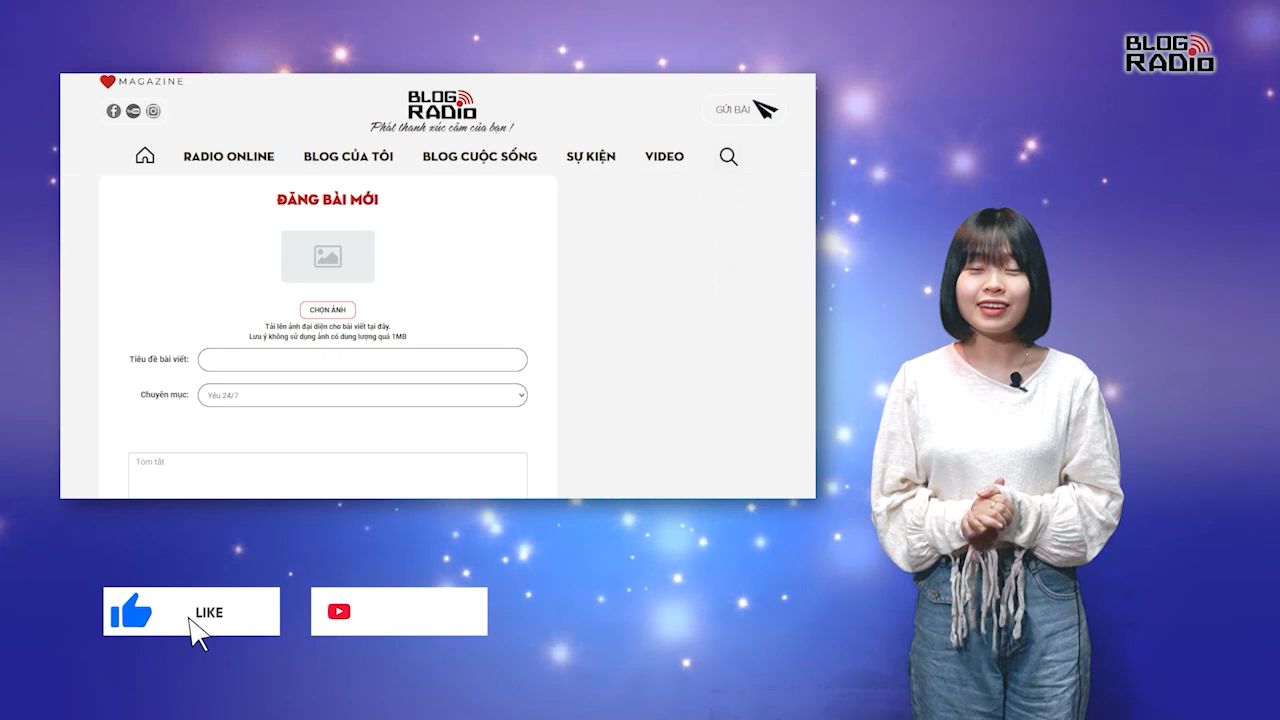 BLOG
RADIO
MAGAZINE
BLOG
RADIO
Phát thanh xúc cảm của bạn !
GỬI BÀI
RADIO ONLINE
BLOG CỦA TÔI
BLOG CUỘC SỐNG
SỰ KIỆN
VIDEO
ĐĂNG BÀI MỚI
CHỌN ẢNH
Tải lên ảnh đại diện cho bài viết tại đây.
Lưu ý không sử dụng ảnh có dung lượng quá 1MB
Tiêu đề bài viết:
Chuyên mục:
Yêu 24/7
Tóm tắt
LIKE